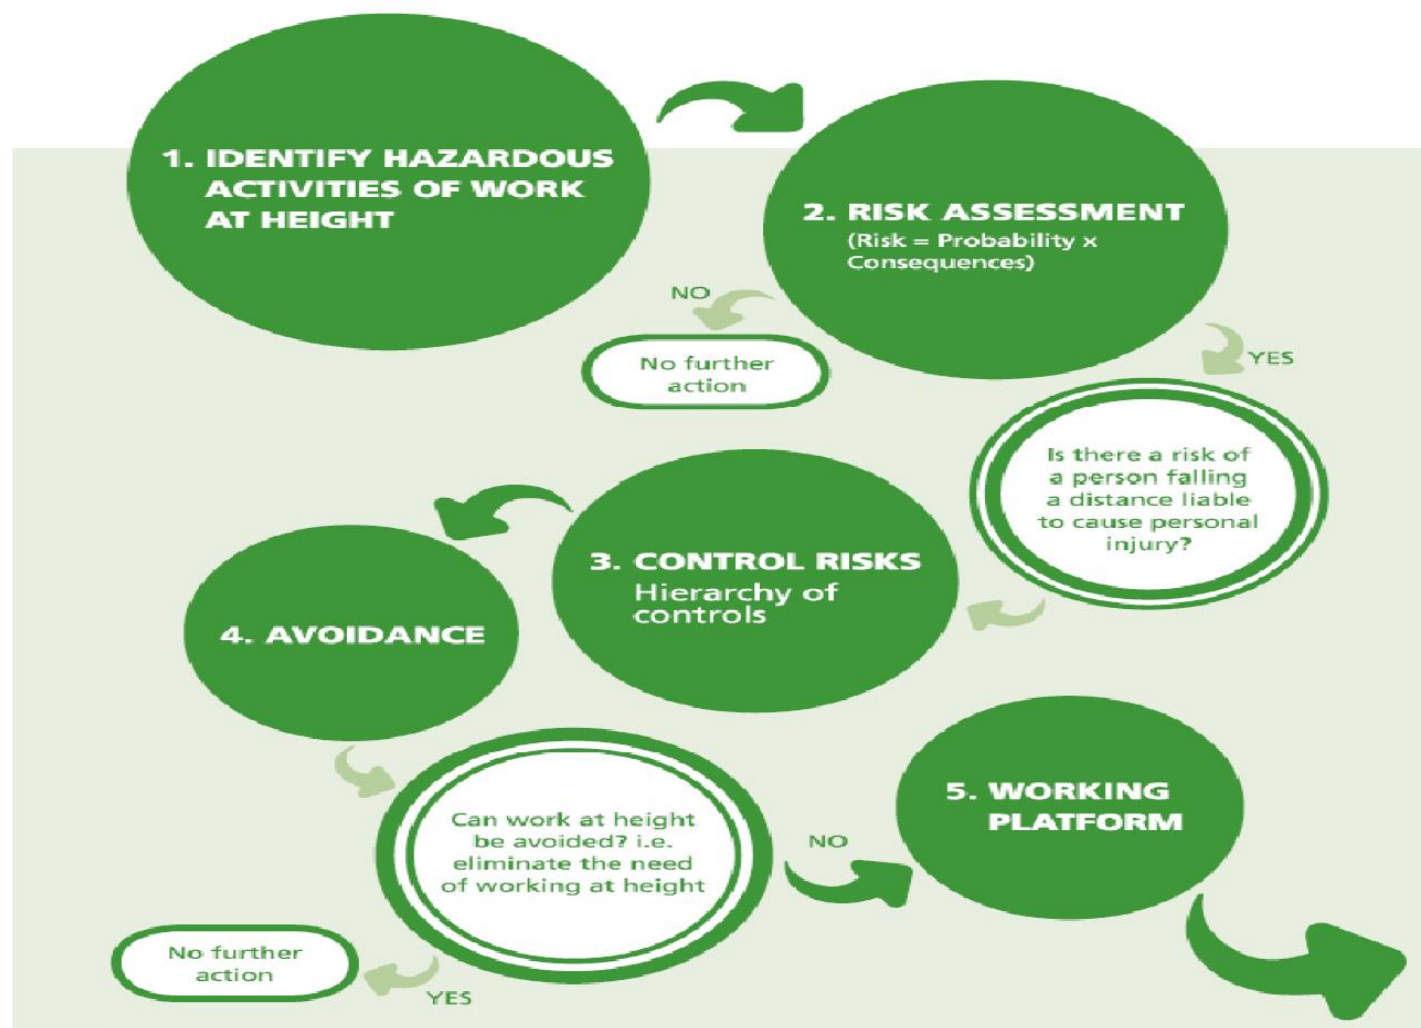 1. IDENTIFY HAZARDOUS
ACTIVITIES OF WORK
AT HEIGHT
2. RISK ASSESSMENT
(Risk = Probability x
Consequences)
NO
No further
action
YES
Is there a risk of
a person falling
a distance liable
to cause personal
injury?
3. CONTROL RISKS
Hierarchy of
controls
4. AVOIDANCE
Can work at height
be avoided? i.e.
eliminate the need
of working at height
NO
5. WORKING
PLATFORM
No further
action
YES